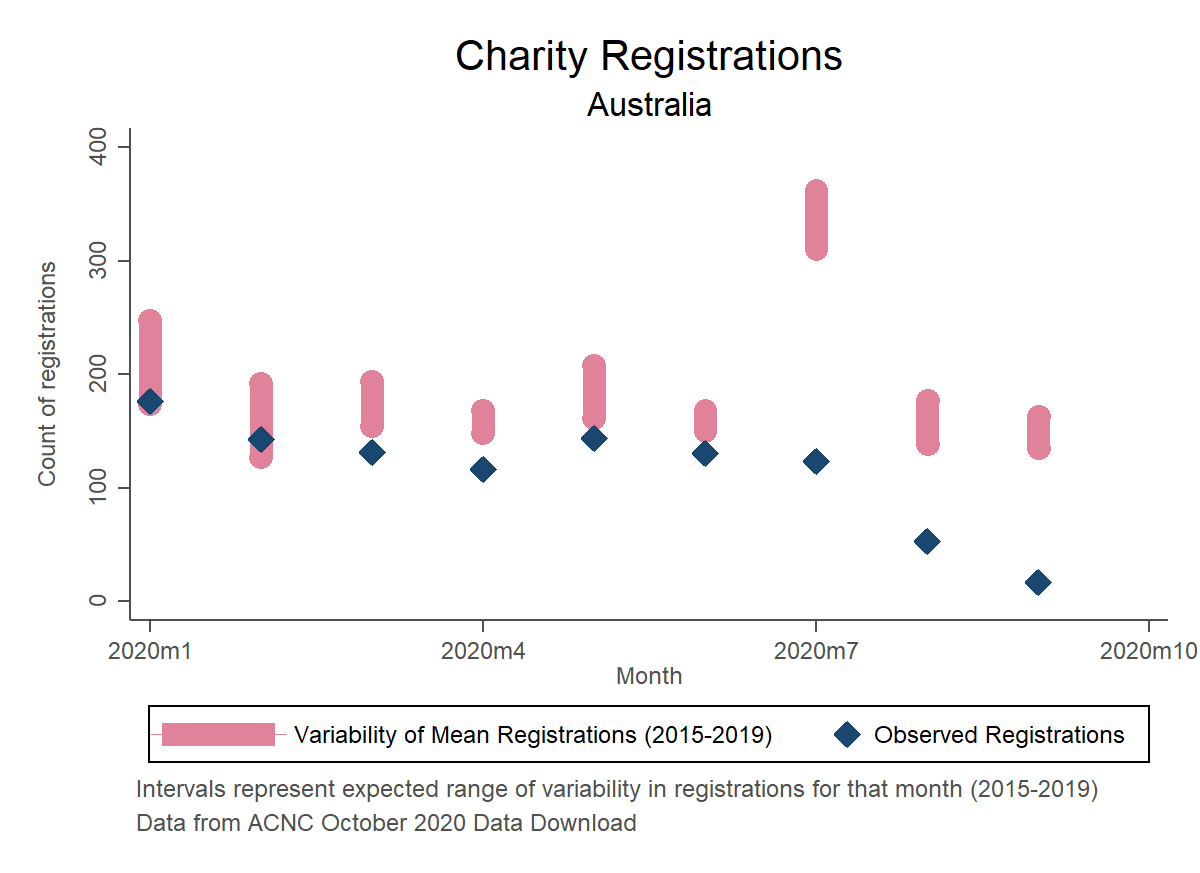 Charity Registrations
Australia
400
300
200
100
0
Count of registrations
2020m1 2020m4 2020m7 2020m10
Month
Variability of Mean Registrations (2015-2019) Observed Registrations
Intervals represent expected range of variability in registrations for that month (2015-2019)
Data from ACNC October 2020 Data Download